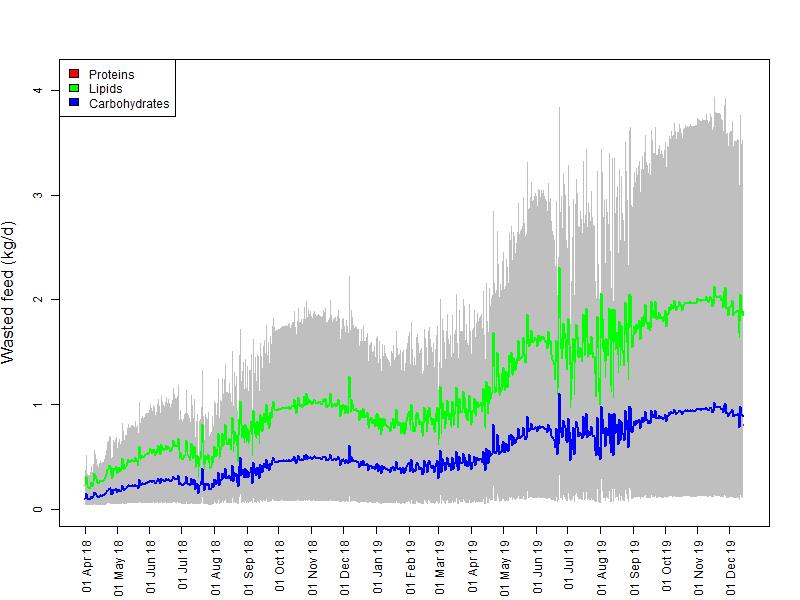 Proteins
Lipids
Carbohydrates
Wasted feed (kg/d)
4
3
2
1
0
01 Apr 18
01 May 18
01 Jun 18
01 Jul 18
01 Aug 18
01 Sep 18
01 Oct 18
01 Nov 18
01 Dec 18
01 Jan 19
01 Feb 19
01 Mar 19
01 Apr 19
01 May 19
01 Jun 19
01 Jul 19
01 Aug 19
01 Sep 19
01 Oct 19
01 Nov 19
01 Dec 19